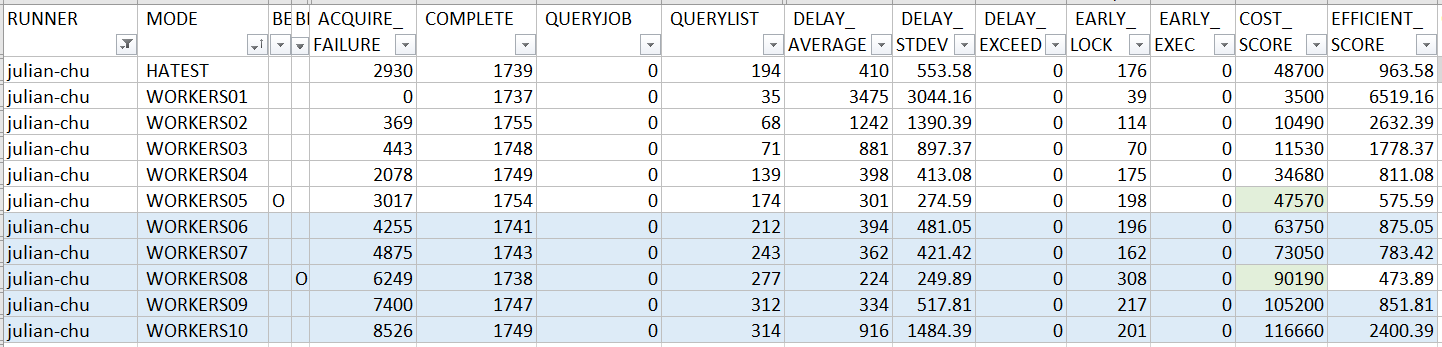 RUNNER MODE BE BI ACQUIRE_ COMPLETE QUERYJOB QUERYLIST DELAY_ DELAY_ DELAY_ EARLY_ EARLY_ COST_ EFFICIENT_
FAILURE AVERAGE STDEV EXCEED LOCK EXEC SCORE SCORE
julian-chu HATEST 2930 1739 0 194 410 553.58 0 176 0 48700 963.58
julian-chu WORKERS01 0 1737 0 35 3475 3044.16 0 39 0 3500 6519.16
julian-chu WORKERS02 369 1755 0 68 1242 1390.39 0 114 0 10490 2632.39
julian-chu WORKERS03 443 1748 0 71 881 897.37 0 70 0 11530 1778.37
julian-chu WORKERS04 2078 1749 0 139 398 413.08 0 175 0 34680 811.08
julian-chu WORKERS05 O 3017 1754 0 174 301 274.59 0 198 0 47570 575.59
julian-chu WORKERS06 4255 1741 0 212 394 481.05 0 196 0 63750 875.05
julian-chu WORKERS07 4875 1743 0 243 362 421.42 0 162 0 73050 783.42
julian-chu WORKERS08 O 6249 1738 0 277 224 249.89 0 308 0 90190 473.89
julian-chu WORKERS09 7400 1747 0 312 334 517.81 0 217 0 105200 851.81
julian-chu WORKERS10 8526 1749 0 314 916 1484.39 0 201 0 116660 2400.39